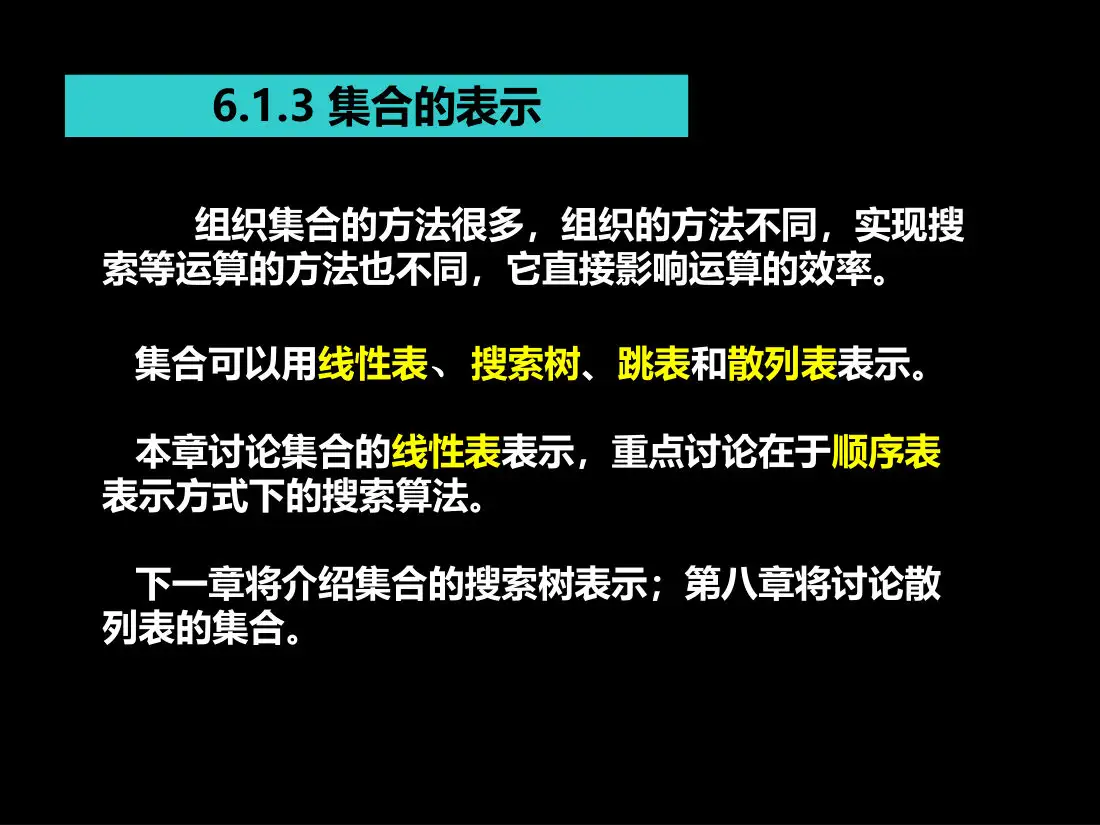 6.1.3 集合的表示
组织集合的方法很多，组织的方法不同，实现搜
索等运算的方法也不同，它直接影响运算的效率。
集合可以用线性表、搜索树、跳表和散列表表示。
本章讨论集合的线性表表示，重点讨论在于顺序表
表示方式下的搜索算法。
下一章将介绍集合的搜索树表示；第八章将讨论散
列表的集合。